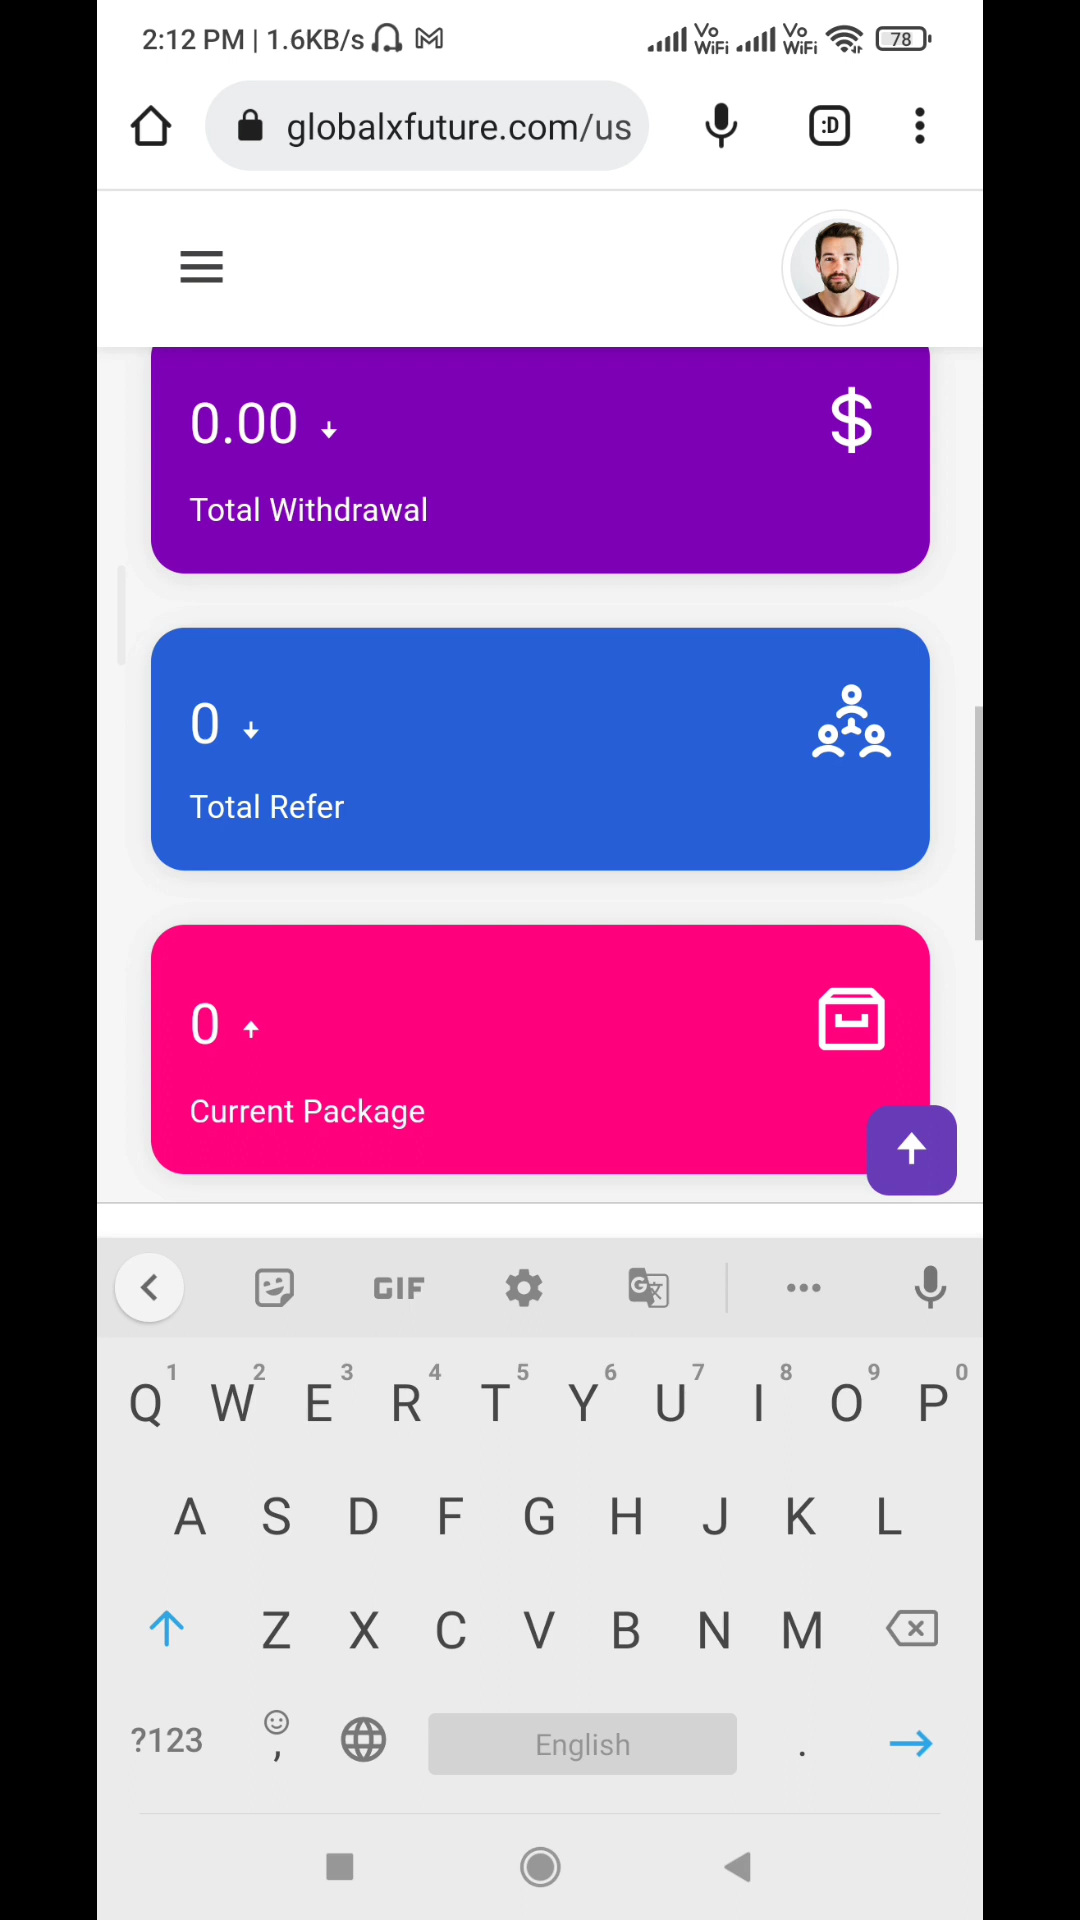 2:12 PM | 1.6KB/s Vo WiFi Vo WiFi 78
globalxfuture.com/us :D
0.00 $
Total Withdrawal
0
Total Refer
0
Current Package
GIF G
1 2 3 4 5 6 7 8 9 0
Q W E R T Y U I O P
A S D F G H J K L
Z X C V B N M
?123 , English .